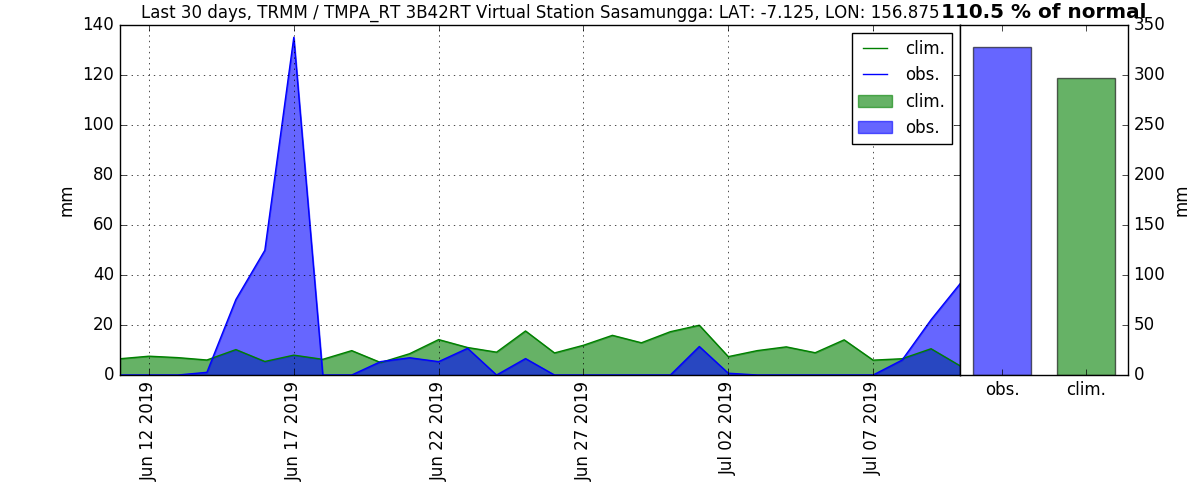 Last 30 days, TRMM / TMPA_RT 3B42RT Virtual Station Sasamungga: LAT: -7.125, LON: 156.875
110.5 % of normal
140
120
100
80
60
40
20
0
mm
clim.
obs.
clim.
obs.
Jun 12 2019
Jun 17 2019
Jun 22 2019
Jun 27 2019
Jul 02 2019
Jul 07 2019
350
300
250
200
150
100
50
0
mm
obs.
clim.